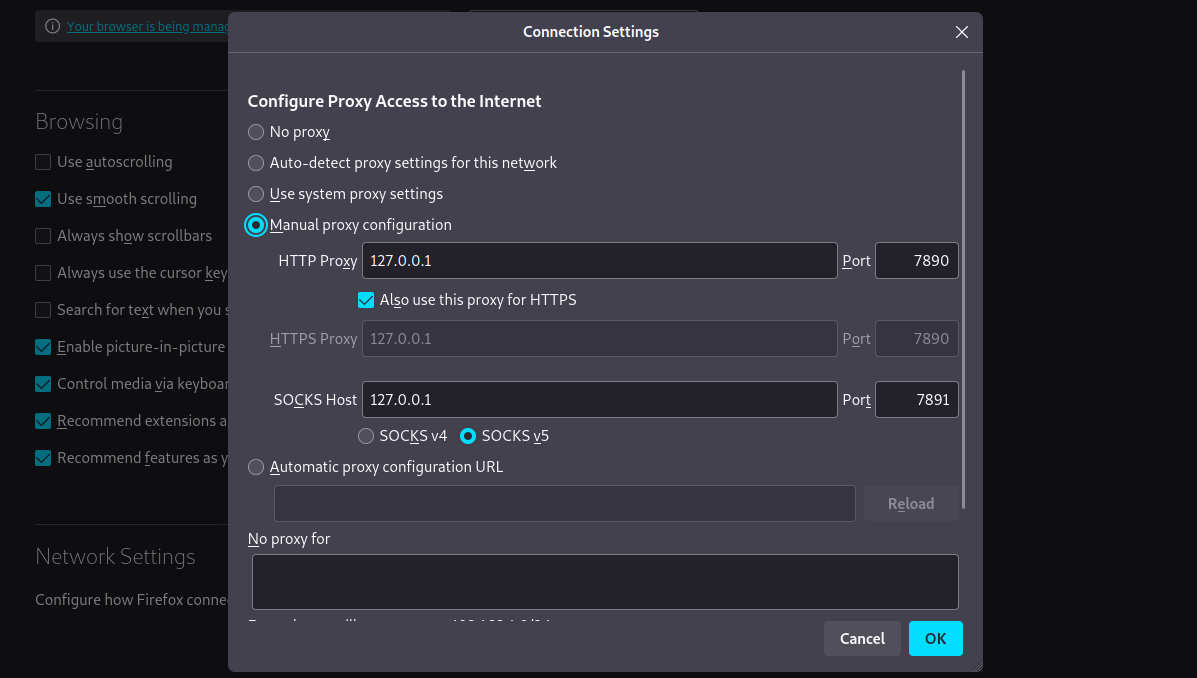 Connection Settings
Your browser is being manag
Configure Proxy Access to the Internet
No proxy
Auto-detect proxy settings for this network
Use system proxy settings
Manual proxy configuration
HTTP Proxy 127.0.0.1 Port 7890
Also use this proxy for HTTPS
HTTPS Proxy 127.0.0.1 Port 7890
SOCKS Host 127.0.0.1 Port 7891
SOCKS v4 SOCKS v5
Automatic proxy configuration URL
Reload
No proxy for
Cancel OK
Browsing
Use autoscrolling
Use smooth scrolling
Always show scrollbars
Always use the cursor key
Search for text when you s
Enable picture-in-picture
Control media via keyboar
Recommend extensions a
Recommend features as y
Network Settings
Configure how Firefox conne